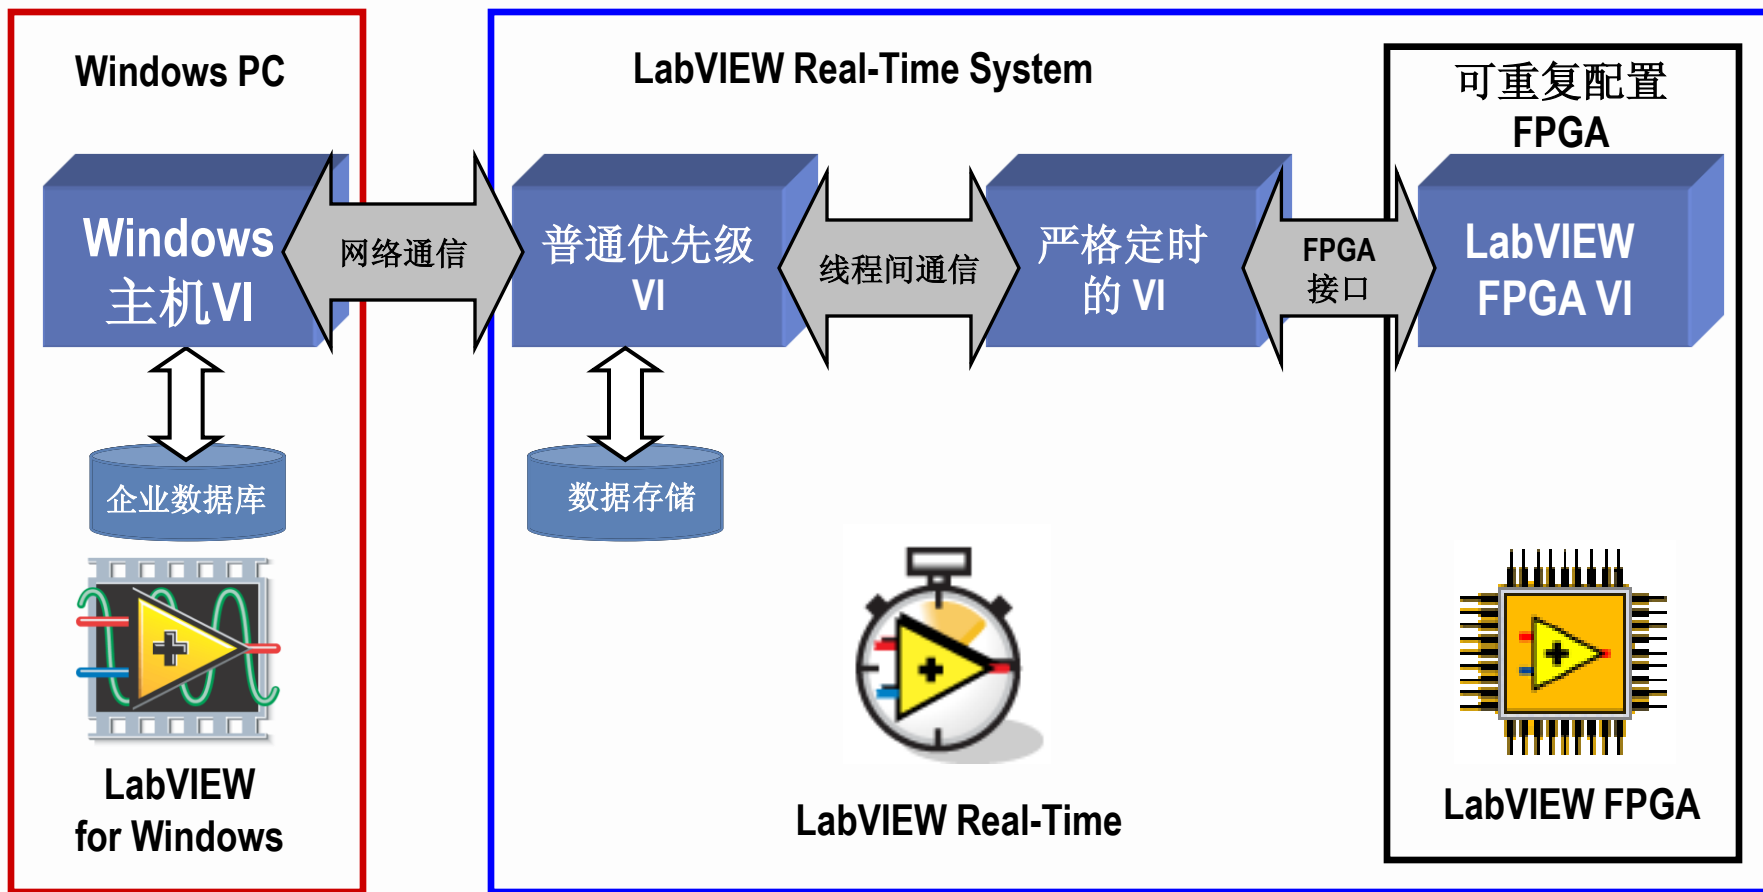 Windows PC
LabVIEW Real-Time System
可重复配置
FPGA
Windows
主机VI
网络通信
普通优先级
VI
线程间通信
严格定时
的 VI
FPGA
接口
LabVIEW
FPGA VI
企业数据库
数据存储
LabVIEW
for Windows
LabVIEW Real-Time
LabVIEW FPGA